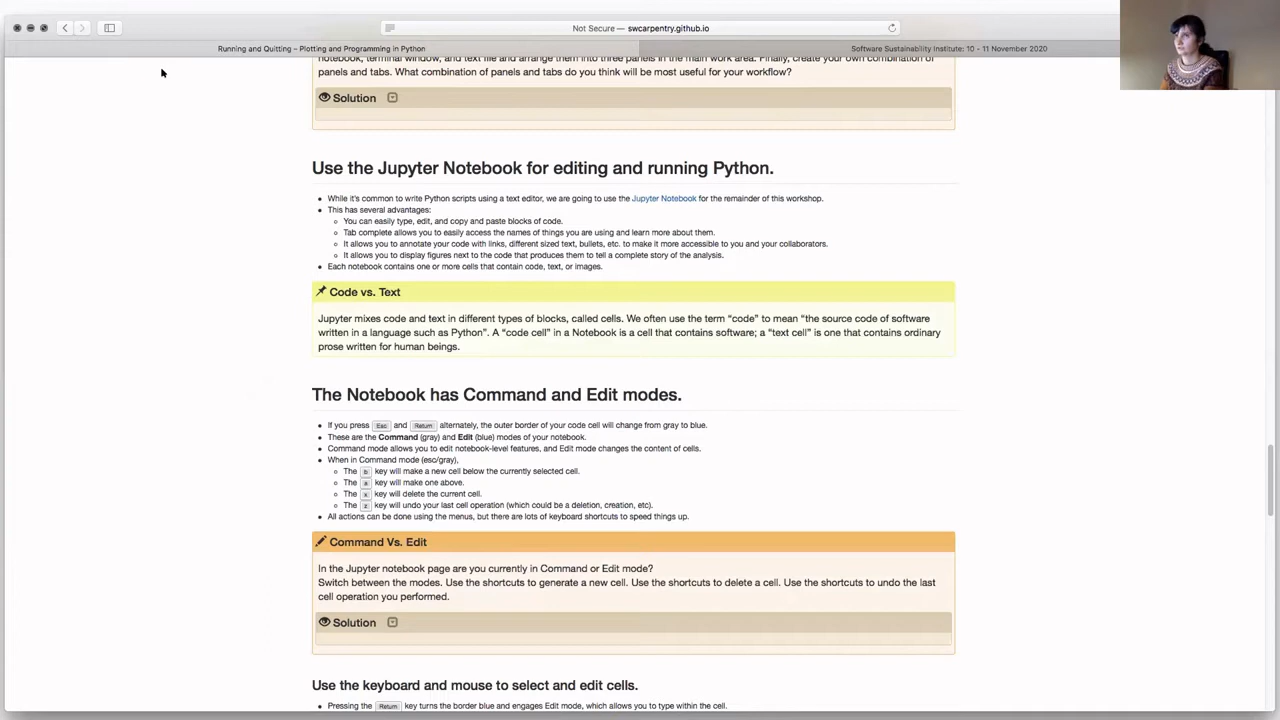 Not Secure — swcarpentry.github.io
Running and Quitting – Plotting and Programming in Python
Software Sustainability Institute: 10 - 11 November 2020
notebook, terminal window, and text file and arrange them into three panels in the main work area. Finally, create your own combination of
panels and tabs. What combination of panels and tabs do you think will be most useful for your workflow?
Solution
Use the Jupyter Notebook for editing and running Python.
While it's common to write Python scripts using a text editor, we are going to use the Jupyter Notebook for the remainder of this workshop.
This has several advantages:
You can easily type, edit, and copy and paste blocks of code.
Tab complete allows you to easily access the names of things you are using and learn more about them.
It allows you to annotate your code with links, different sized text, bullets, etc. to make it more accessible to you and your collaborators.
It allows you to display figures next to the code that produces them to tell a complete story of the analysis.
Each notebook contains one or more cells that contain code, text, or images.
Code vs. Text
Jupyter mixes code and text in different types of blocks, called cells. We often use the term “code” to mean “the source code of software
written in a language such as Python”. A “code cell” in a Notebook is a cell that contains software; a “text cell” is one that contains ordinary
prose written for human beings.
The Notebook has Command and Edit modes.
If you press Esc and Return alternately, the outer border of your code cell will change from gray to blue.
These are the Command (gray) and Edit (blue) modes of your notebook.
Command mode allows you to edit notebook-level features, and Edit mode changes the content of cells.
When in Command mode (esc/gray),
The b key will make a new cell below the currently selected cell.
The a key will make one above.
The x key will delete the current cell.
The z key will undo your last cell operation (which could be a deletion, creation, etc).
All actions can be done using the menus, but there are lots of keyboard shortcuts to speed things up.
Command Vs. Edit
In the Jupyter notebook page are you currently in Command or Edit mode?
Switch between the modes. Use the shortcuts to generate a new cell. Use the shortcuts to delete a cell. Use the shortcuts to undo the last
cell operation you performed.
Solution
Use the keyboard and mouse to select and edit cells.
Pressing the Return key turns the border blue and engages Edit mode, which allows you to type within the cell.